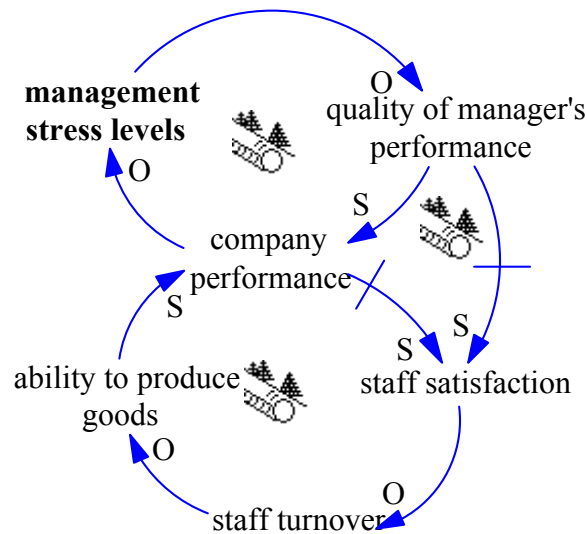 O
management
stress levels
quality of manager's
performance
O
S
company
performance
S
S
S
ability to produce
goods
staff satisfaction
O
O
staff turnover